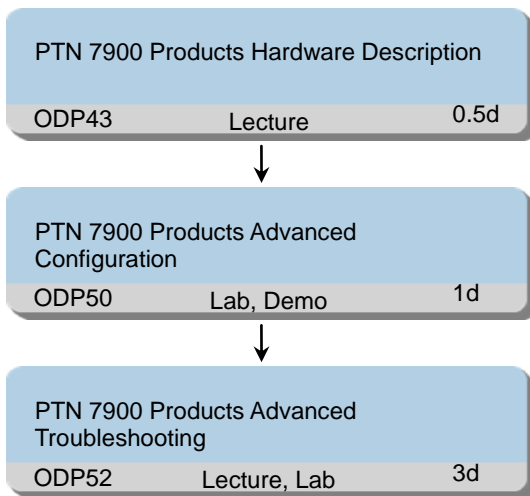 PTN 7900 Products Hardware Description
ODP43 Lecture 0.5d
PTN 7900 Products Advanced
Configuration
ODP50 Lab, Demo 1d
PTN 7900 Products Advanced
Troubleshooting
ODP52 Lecture, Lab 3d